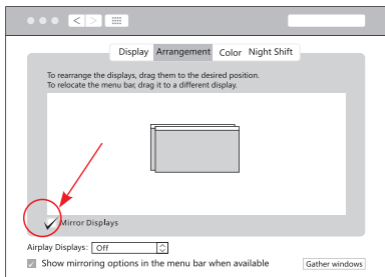 Display Arrangement Color Night Shift
To rearrange the displays, drag them to the desired position.
To relocate the menu bar, drag it to a different display.
Mirror Displays
Airplay Displays: Off
Show mirroring options in the menu bar when available
Gather windows